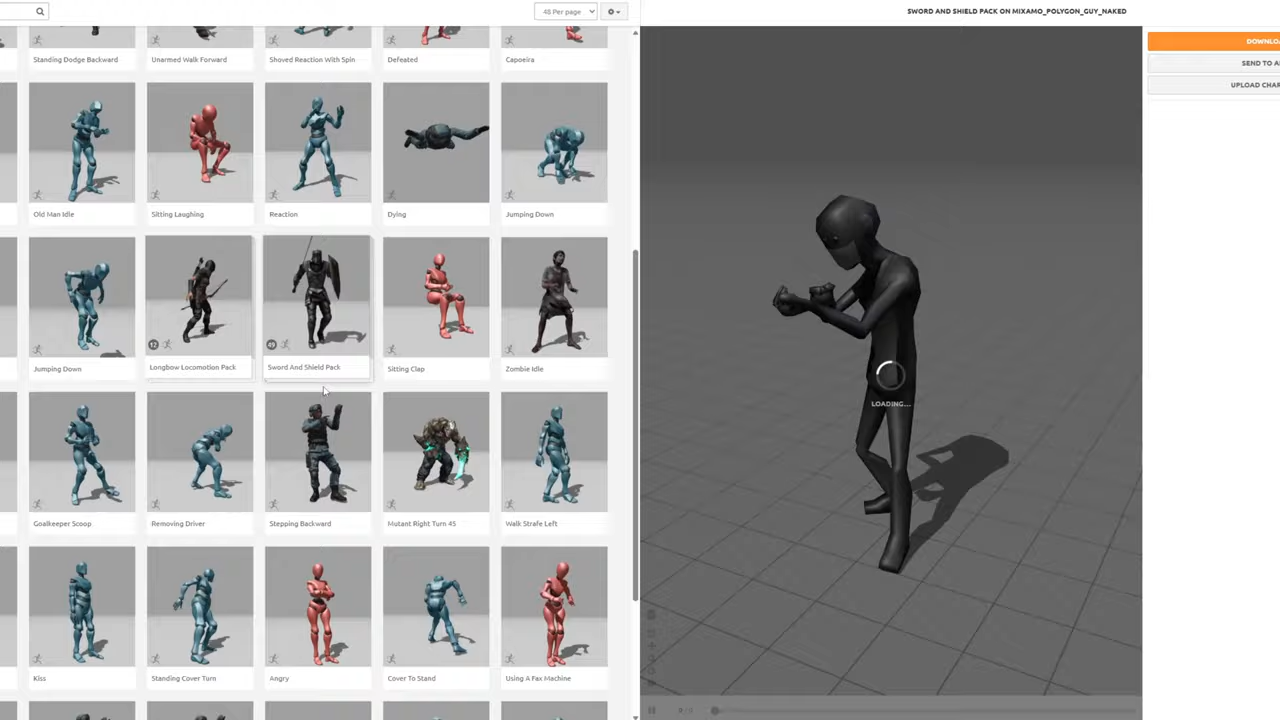 48 Per page
SWORD AND SHIELD PACK ON MIXAMO_POLYGON_GUY_NAKED
Standing Dodge Backward
Unarmed Walk Forward
Shoved Reaction With Spin
Defeated
Capoeira
DOWNLOA
SEND TO A
UPLOAD CHAR
Old Man Idle
Sitting Laughing
Reaction
Dying
Jumping Down
Jumping Down
Longbow Locomotion Pack
Sword And Shield Pack
Sitting Clap
Zombie Idle
LOADING...
Goalkeeper Scoop
Removing Driver
Stepping Backward
Mutant Right Turn 45
Walk Strafe Left
Kiss
Standing Cover Turn
Angry
Cover To Stand
Using A Fax Machine